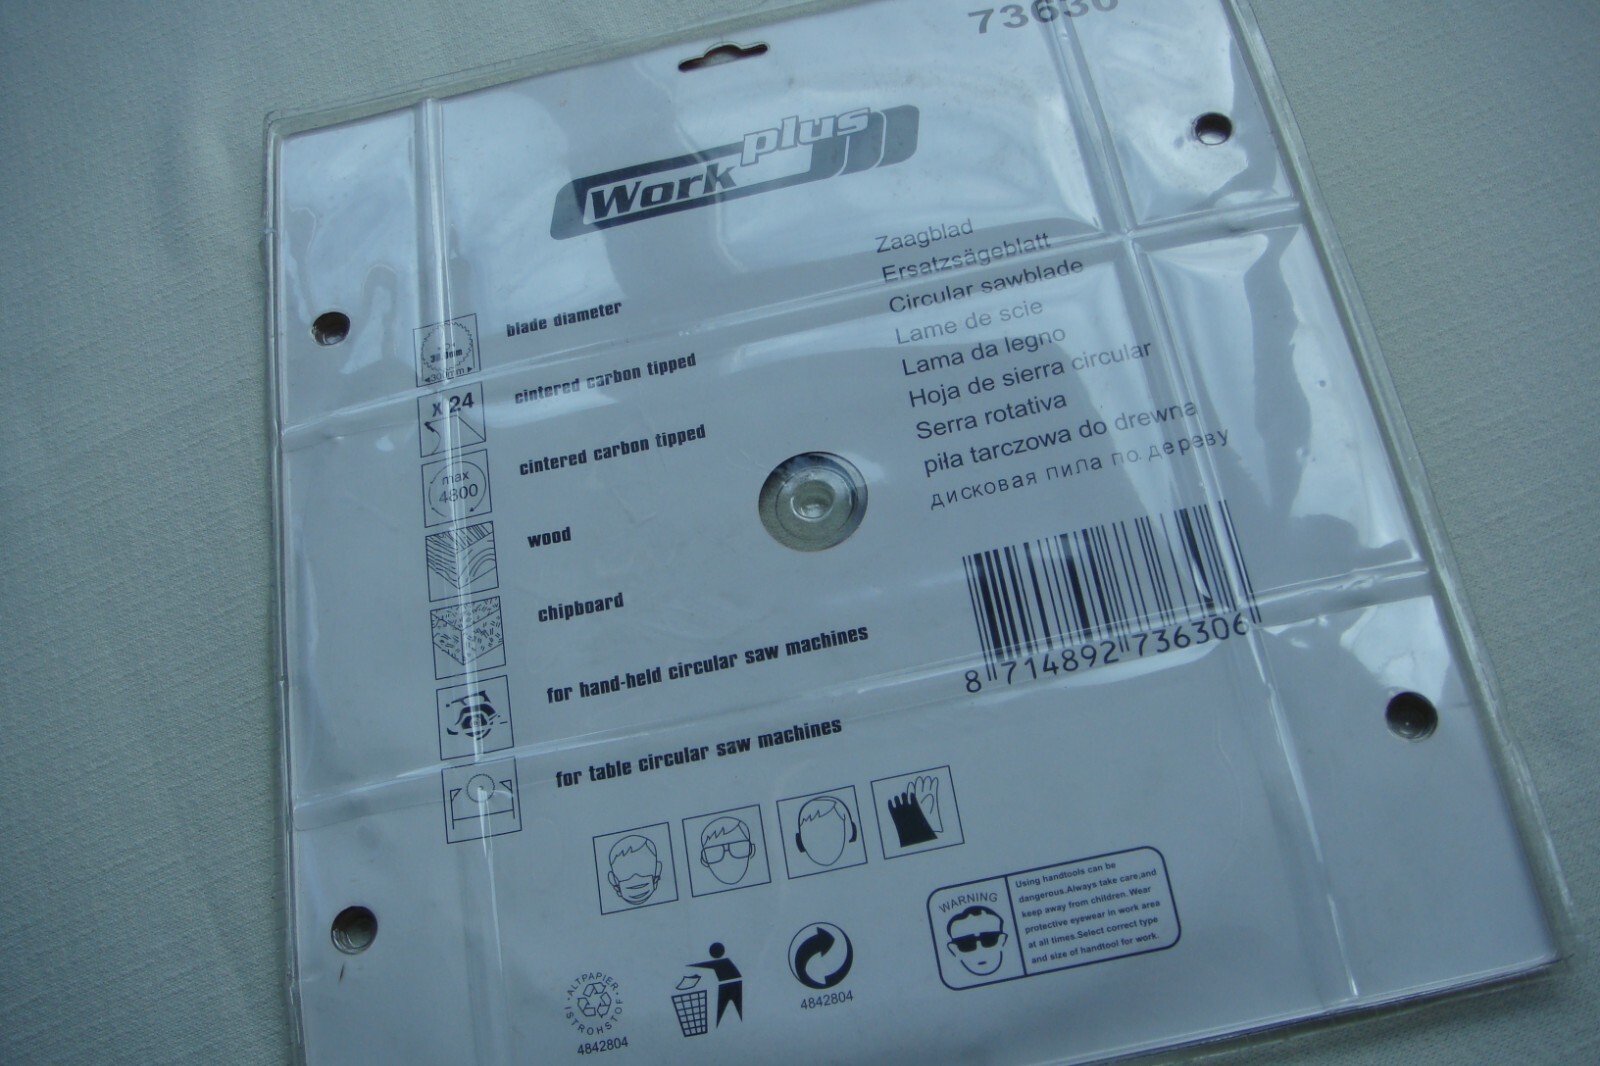 73630
Work plus
Zaagblad
Ersatzsägeblatt
Circular sawblade
Lame de scie
Lama da legno
Hoja de sierra circular
Serra rotativa
piła tarczowa do drewna
дисковая пила по дереву
blade diameter
cintered carbon tipped
X 24
cintered carbon tipped
max
4800
wood
chipboard
for hand-held circular saw machines
for table circular saw machines
8 714892 736306
WARNING
Using handtools can be
dangerous.Always take care,and
keep away from children. Wear
protective eyewear in work area
at all times.Select correct type
and size of handtool for work.
ALTPAPIER
STROHSTOFF
4842804
4842804